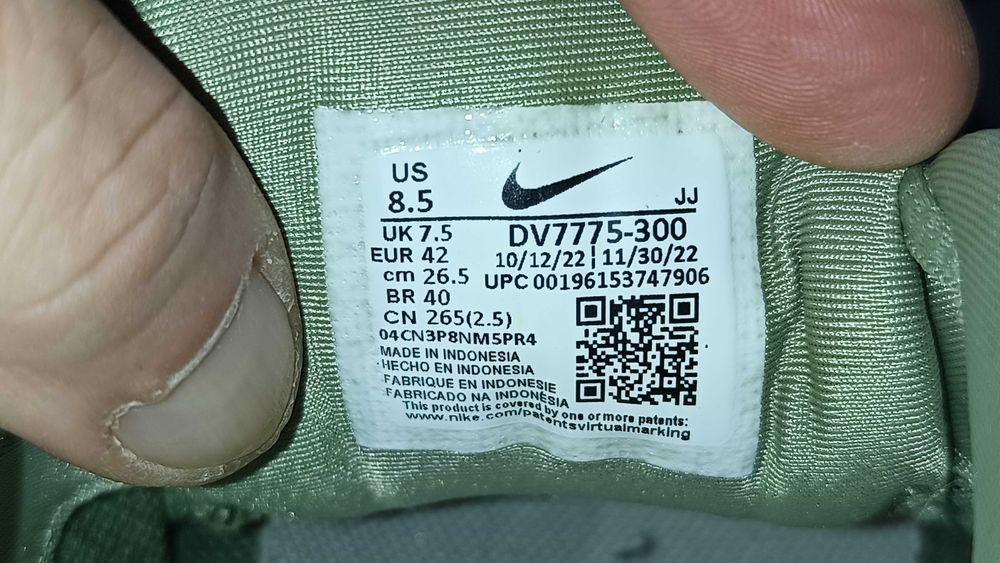 US
8.5
JJ
UK 7.5
DV7775-300
EUR 42
10/12/22 | 11/30/22
cm 26.5
UPC 00196153747906
BR 40
CN 265(2.5)
04CN3P8NM5PR4
MADE IN INDONESIA
HECHO EN INDONESIA
FABRIQUE EN INDONESIE
FABRICADO NA INDONÉSIA
This product is covered by one or more patents:
www.nike.com/patentsvirtualmarking